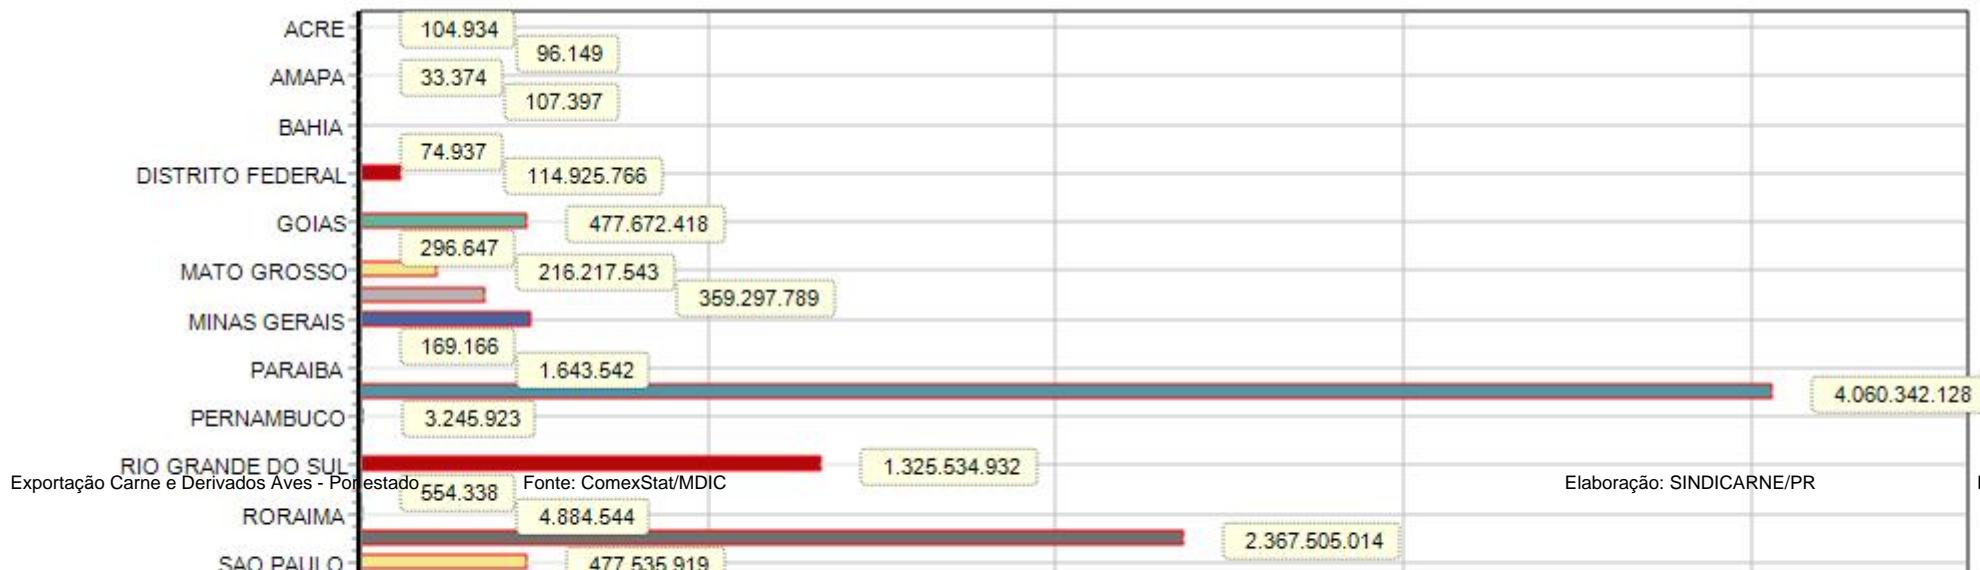 ACRE 104.934
96.149
AMAPA 33.374
107.397
BAHIA
74.937
DISTRITO FEDERAL 114.925.766
GOIAS 477.672.418
296.647
MATO GROSSO 216.217.543
359.297.789
MINAS GERAIS
169.166
PARAIBA 1.643.542
4.060.342.128
PERNAMBUCO 3.245.923
RIO GRANDE DO SUL 1.325.534.932
Exportação Carne e Derivados Aves - Por estado Fonte: ComexStat/MDIC Elaboração: SINDICARNE/PR
554.338
RORAIMA 4.884.544
2.367.505.014
SAO PAULO 477.535.919